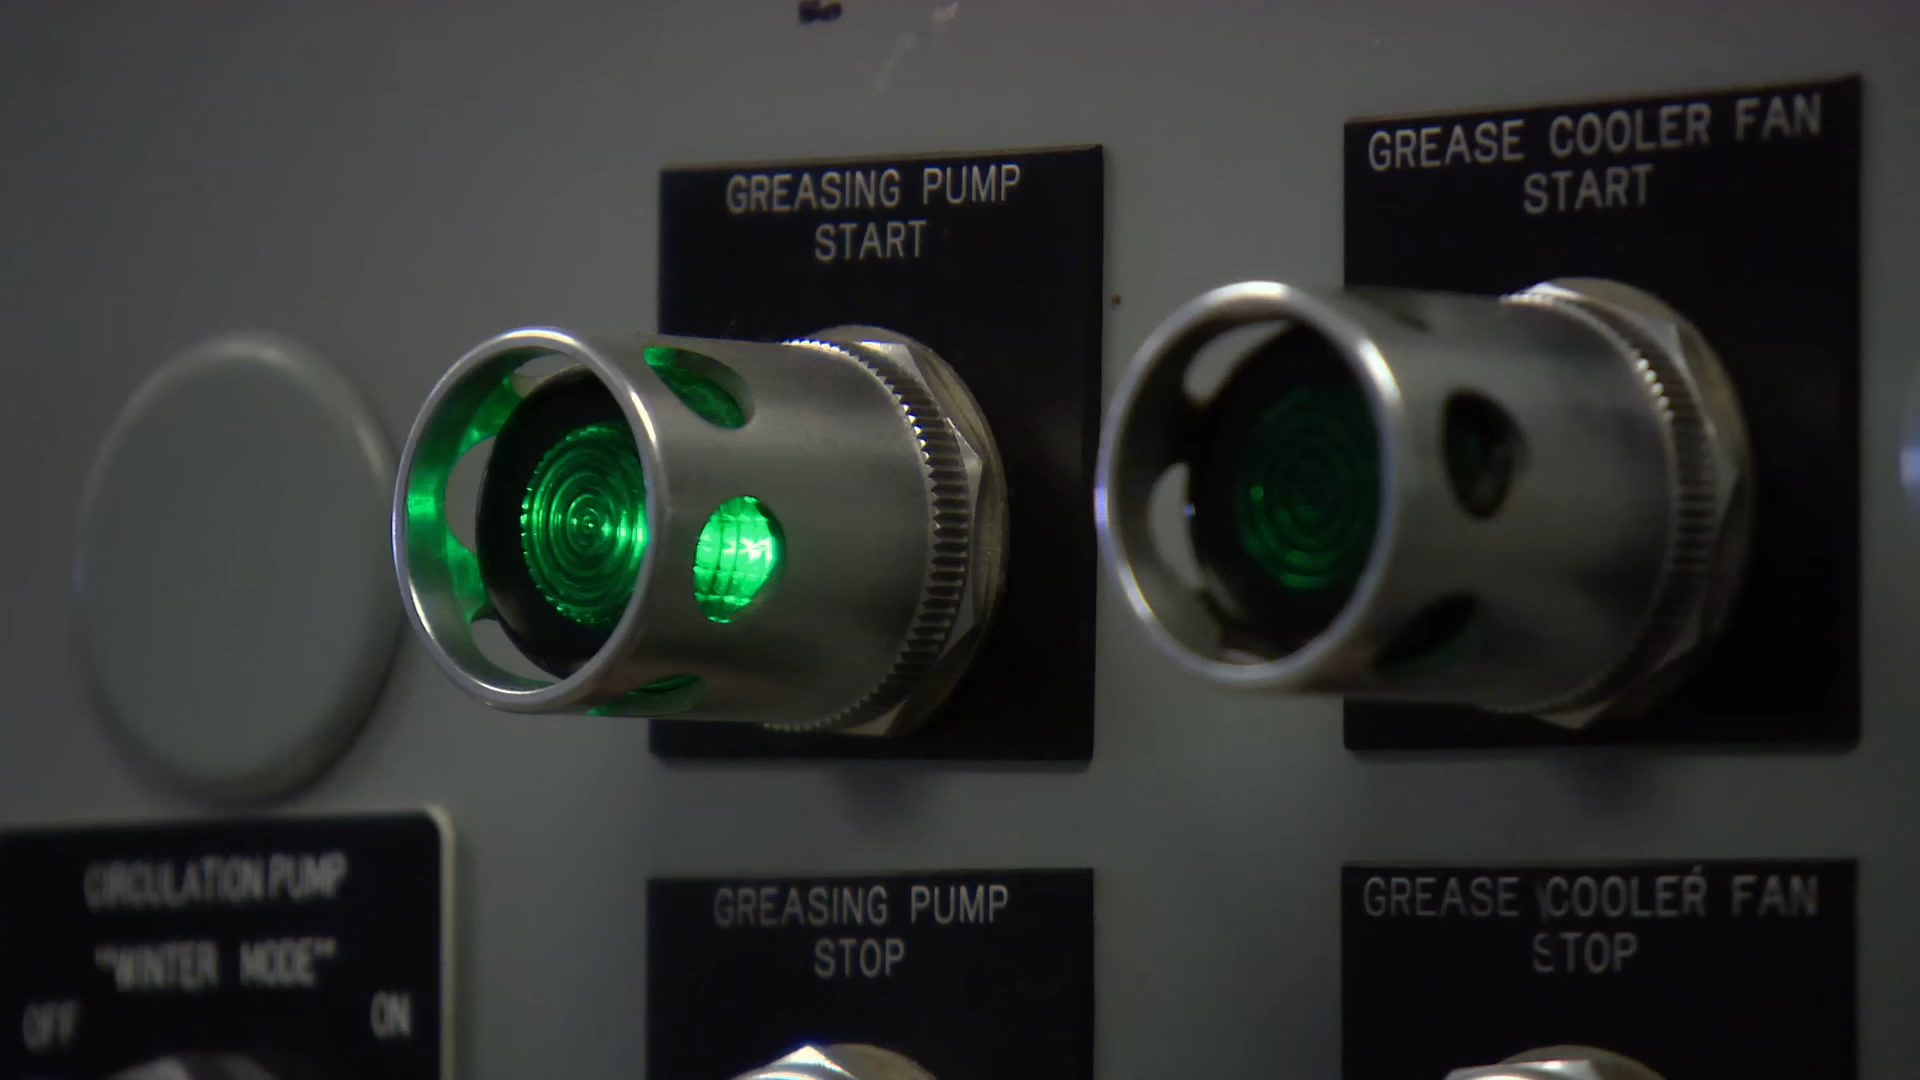 GREASING PUMP
START
GREASE COOLER FAN
START
CIRCULATION PUMP
"WINTER MODE"
OFF ON
GREASING PUMP
STOP
GREASE COOLER FAN
STOP